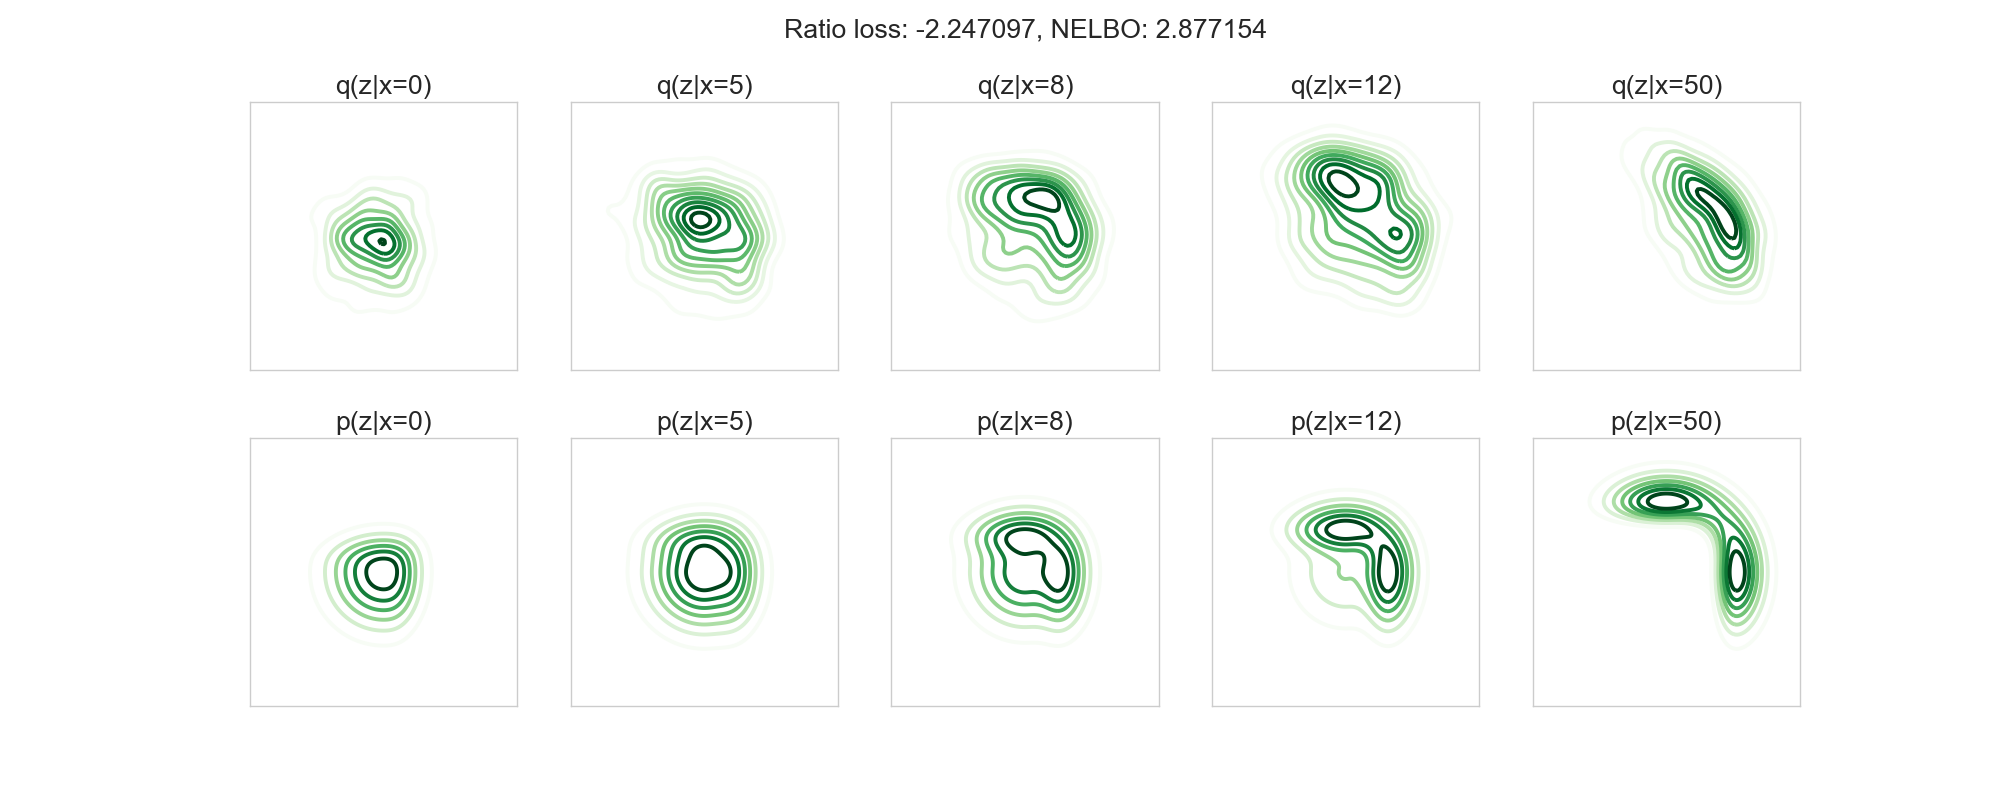 Ratio loss: -2.247097, NELBO: 2.877154
q(z|x=0) q(z|x=5) q(z|x=8) q(z|x=12) q(z|x=50)
p(z|x=0) p(z|x=5) p(z|x=8) p(z|x=12) p(z|x=50)